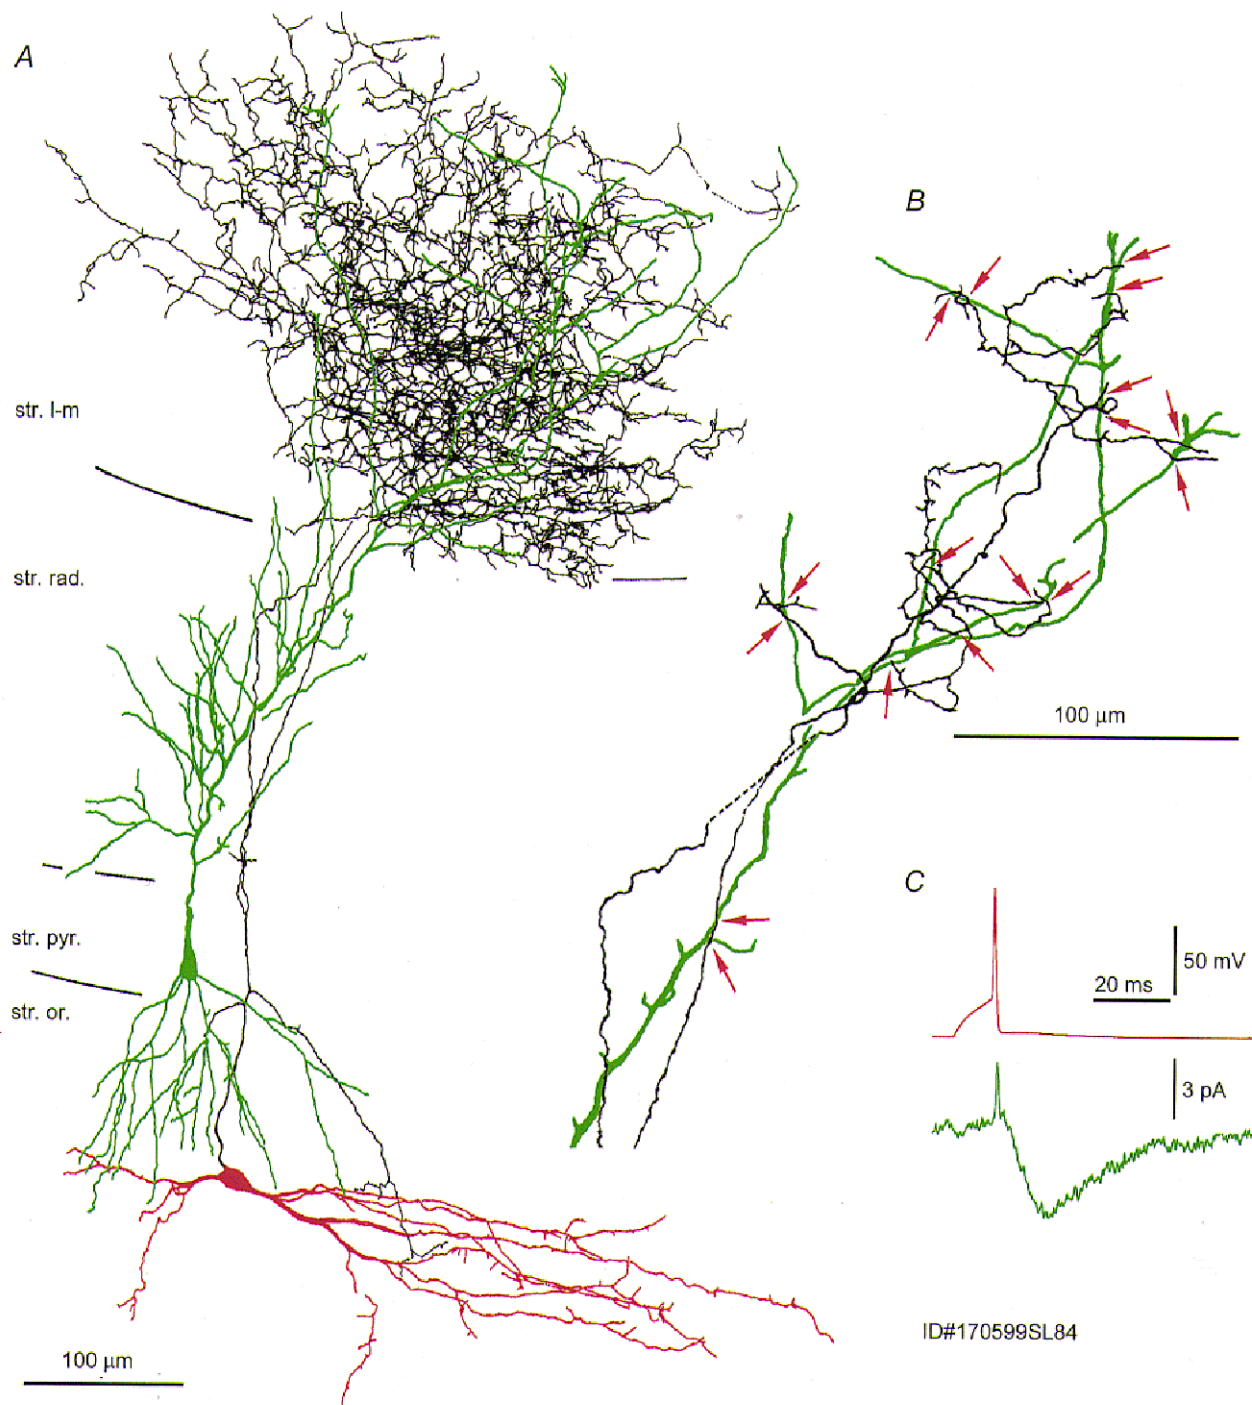 A
B
str. l-m
str. rad.
100 μm
C
str. pyr.
50 mV
20 ms
str. or.
3 pA
ID#170599SL84
100 μm